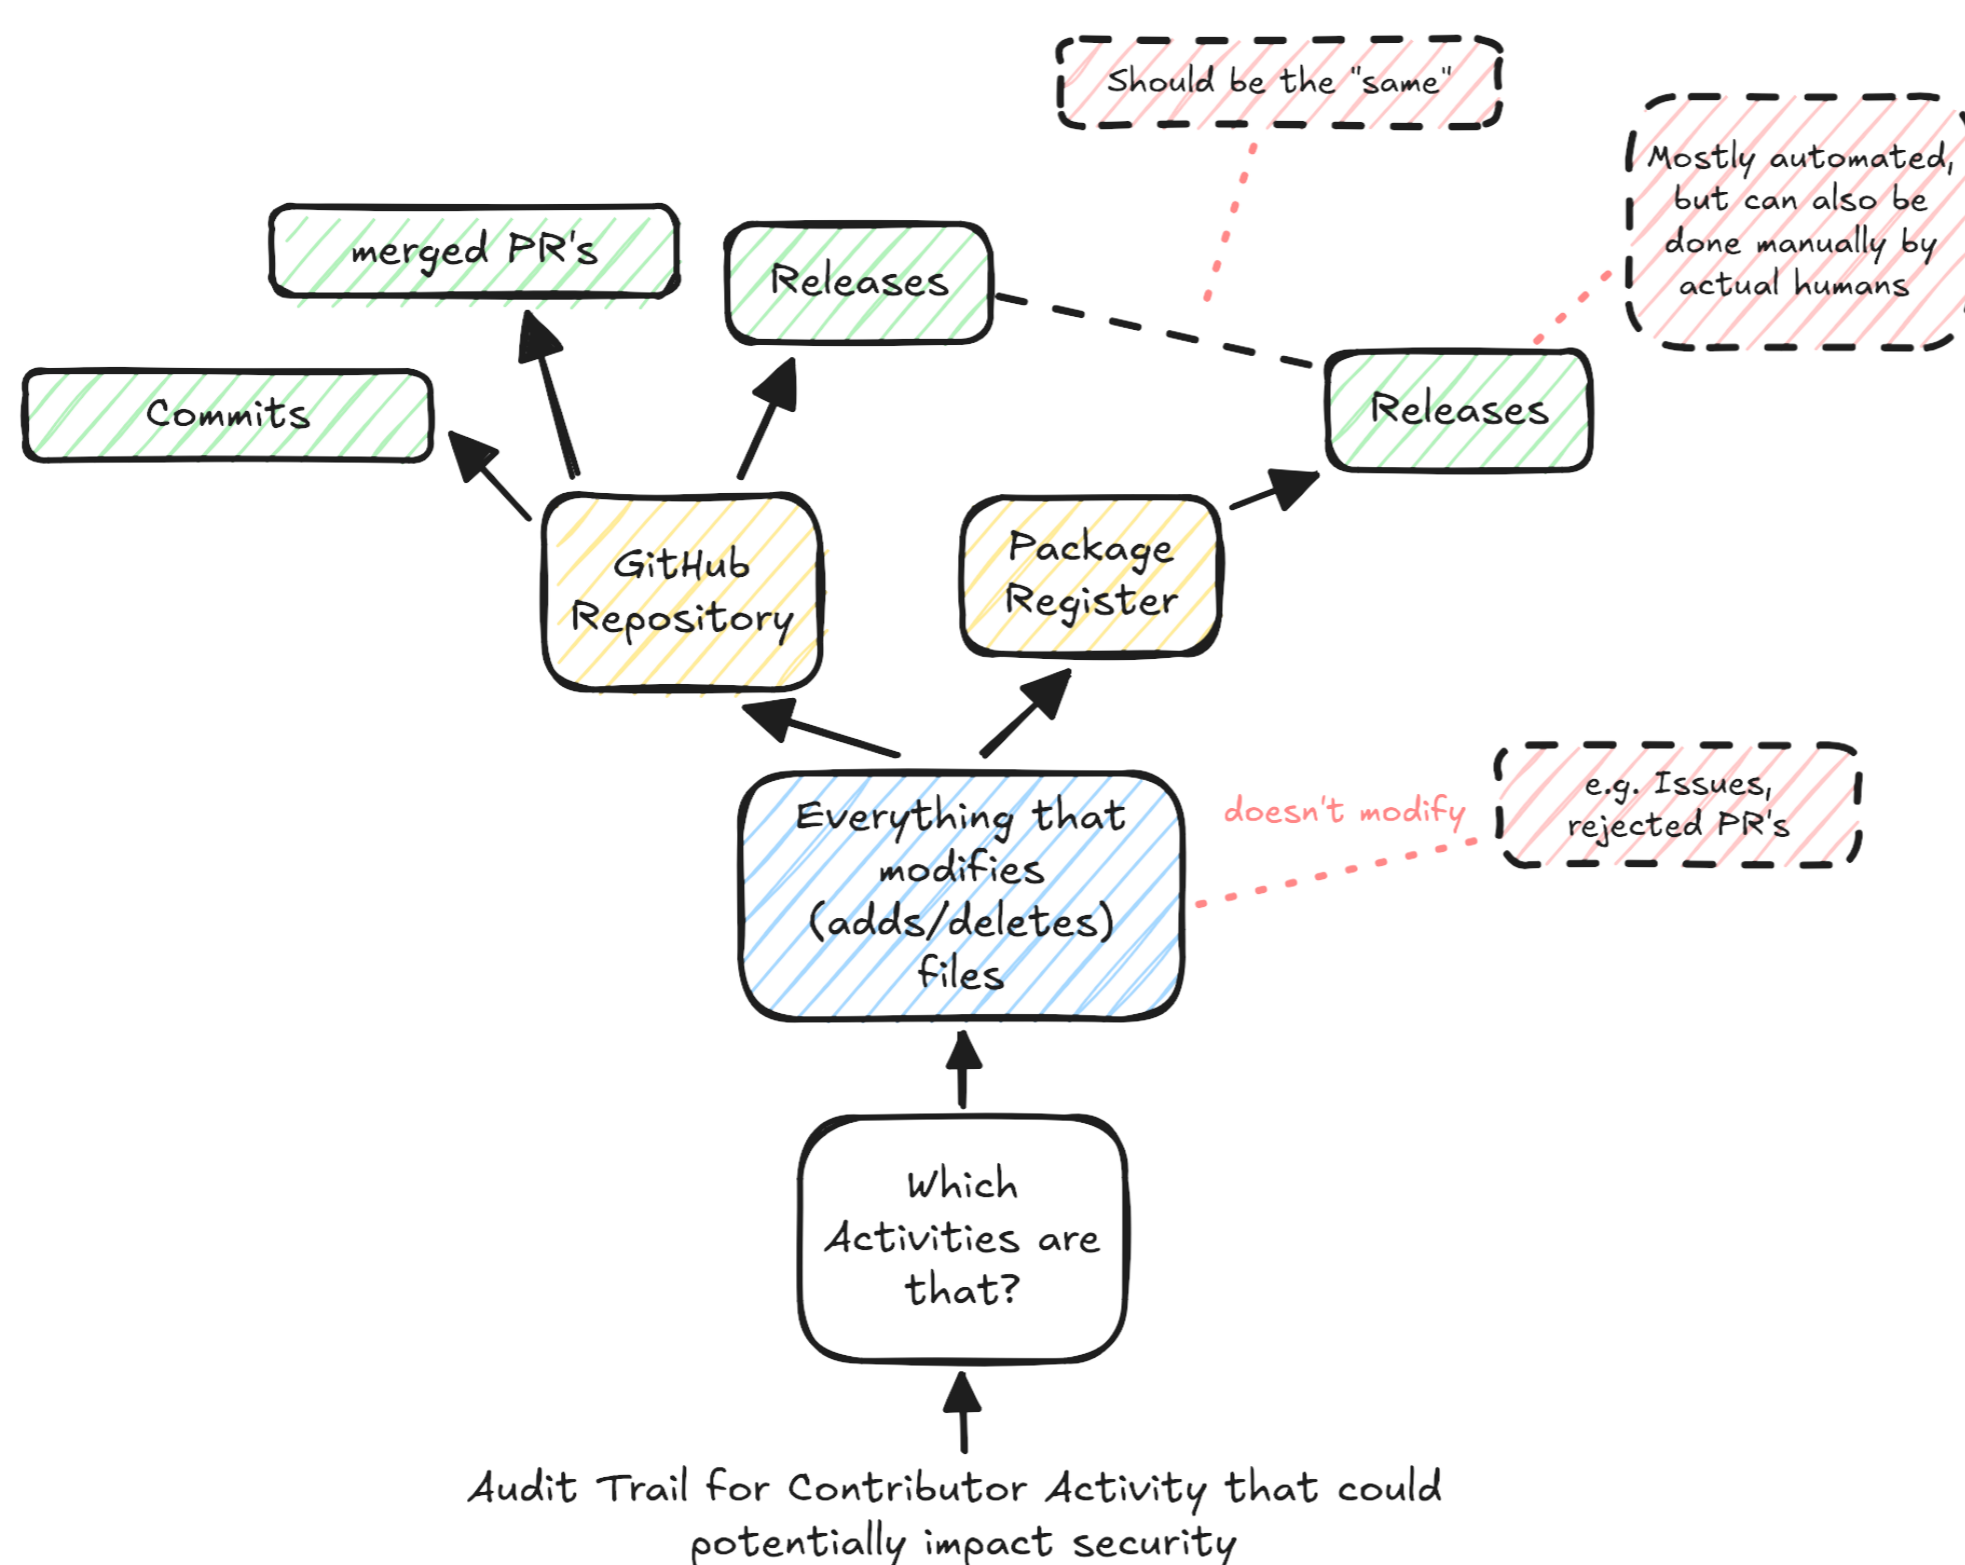 Should be the "same"
Mostly automated,
but can also be
done manually by
actual humans
merged PR's
Releases
Releases
Commits
GitHub
Repository
Package
Register
Everything that
modifies
(adds/deletes)
files
doesn't modify
e.g. Issues,
rejected PR's
Which
Activities are
that?
Audit Trail for Contributor Activity that could
potentially impact security